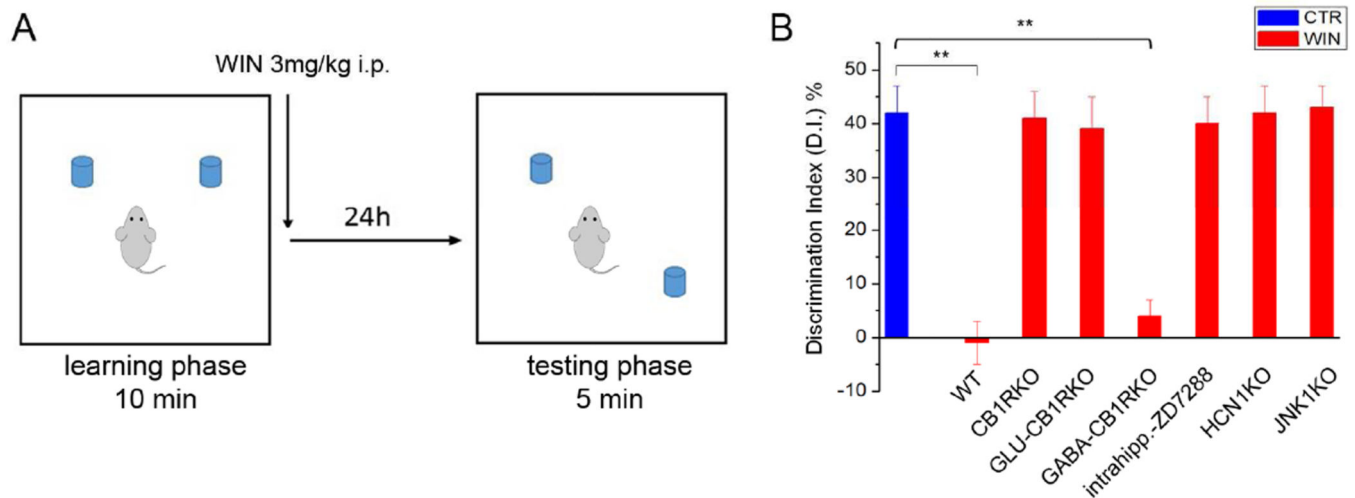 A
WIN 3mg/kg i.p.
24h
learning phase
10 min
testing phase
5 min
B
CTR
WIN
**
**
Discrimination Index (D.I.) %
50
40
30
20
10
0
-10
WT
CB1RKO
GLU-CB1RKO
GABA-CB1RKO
intrahipp.-ZD7288
HCN1KO
JNK1KO